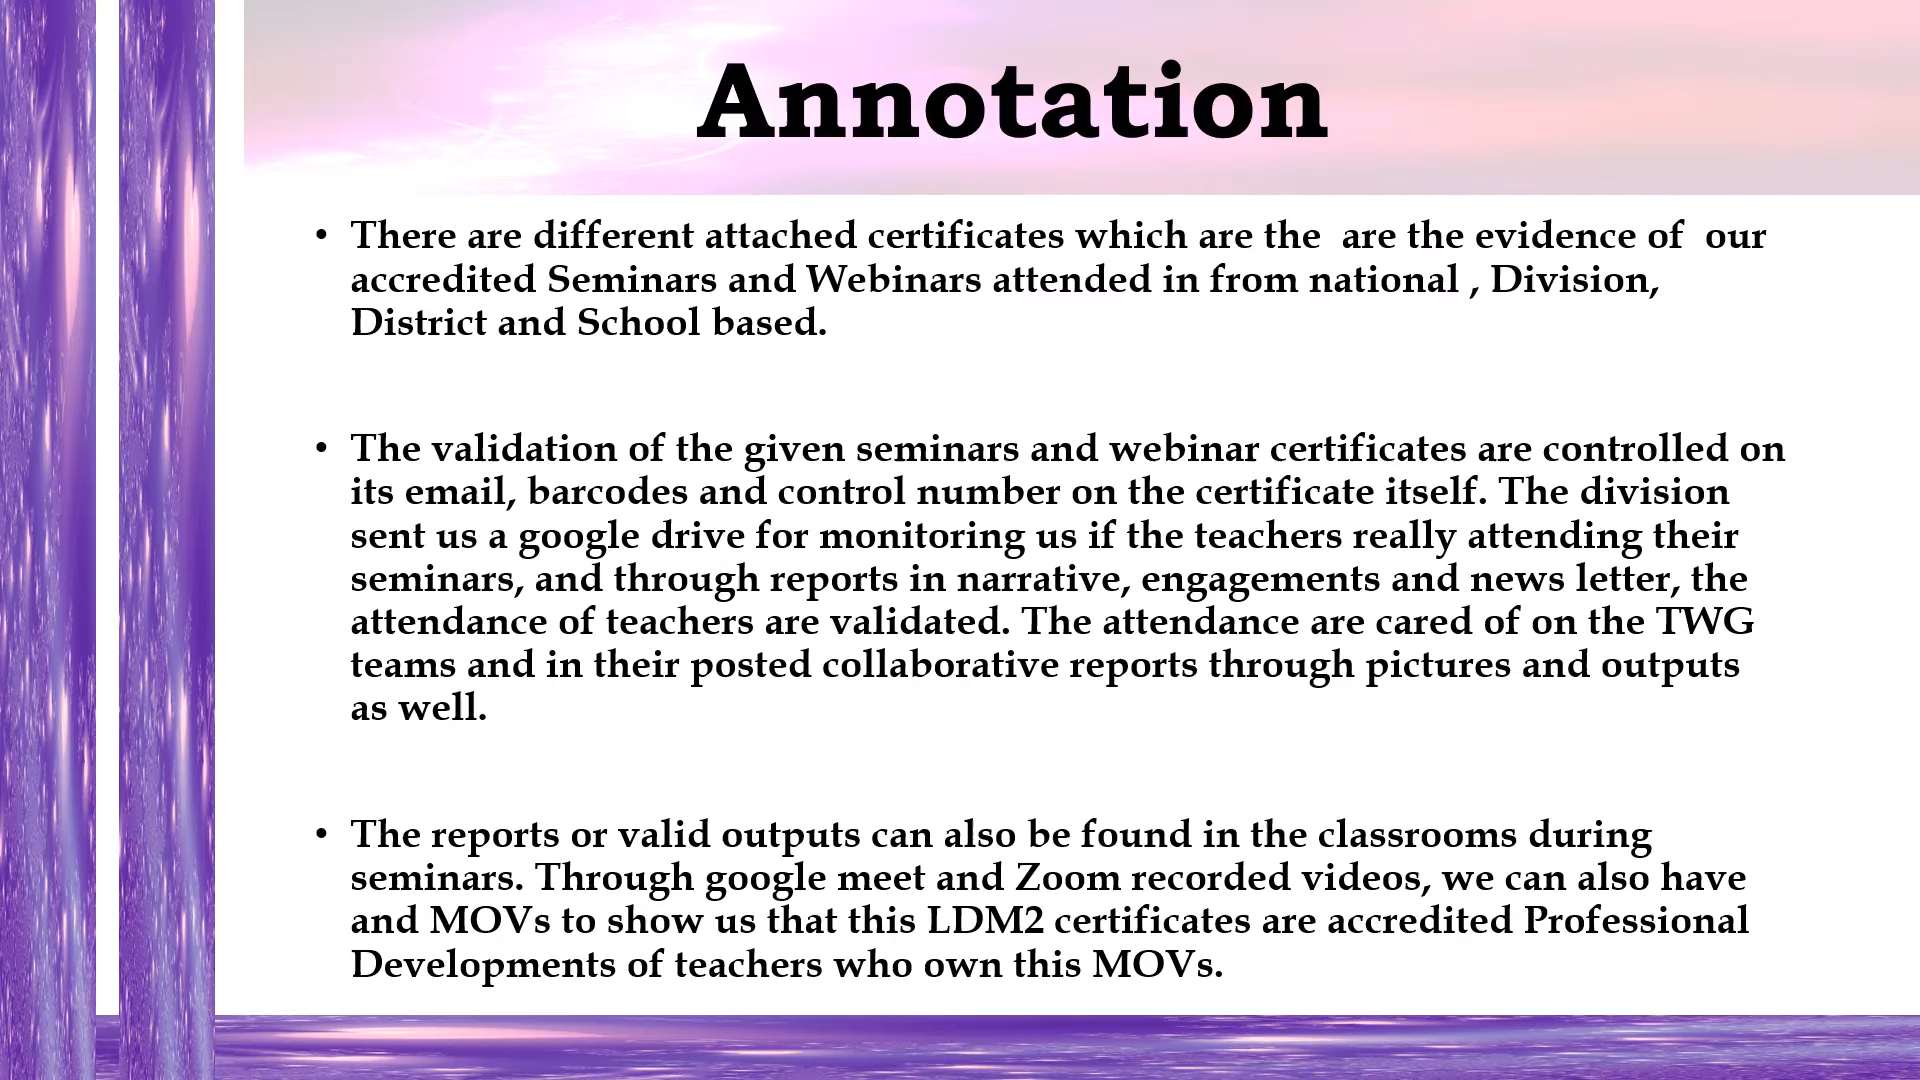 Annotation
• There are different attached certificates which are the  are the evidence of  our
accredited Seminars and Webinars attended in from national , Division,
District and School based.
• The validation of the given seminars and webinar certificates are controlled on
its email, barcodes and control number on the certificate itself. The division
sent us a google drive for monitoring us if the teachers really attending their
seminars, and through reports in narrative, engagements and news letter, the
attendance of teachers are validated. The attendance are cared of on the TWG
teams and in their posted collaborative reports through pictures and outputs
as well.
• The reports or valid outputs can also be found in the classrooms during
seminars. Through google meet and Zoom recorded videos, we can also have
and MOVs to show us that this LDM2 certificates are accredited Professional
Developments of teachers who own this MOVs.